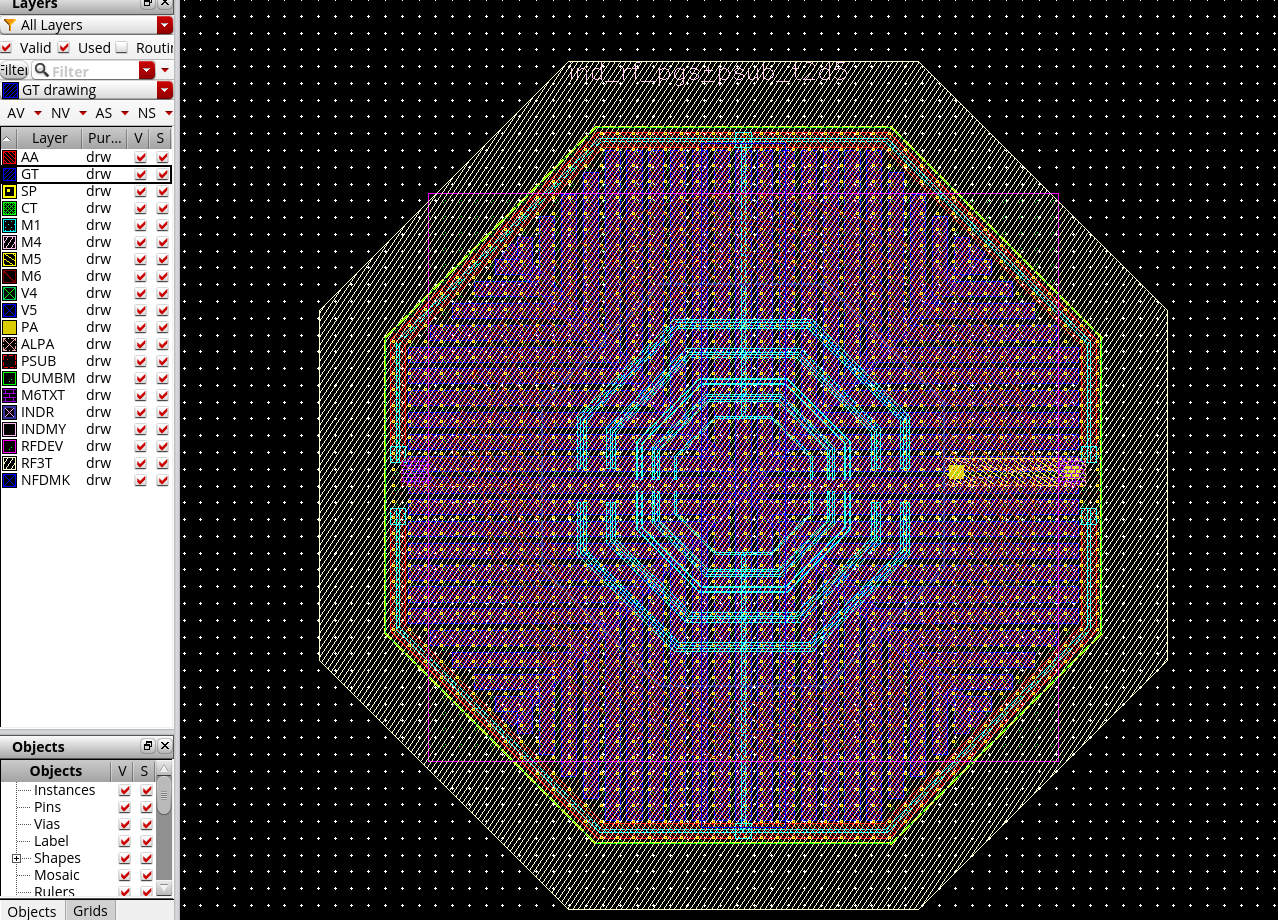 Layers
All Layers
Valid Used Routin
Filter Filter
GT drawing
AV NV AS NS
Layer Pur... V S
AA drw
GT drw
SP drw
CT drw
M1 drw
M4 drw
M5 drw
M6 drw
V4 drw
V5 drw
PA drw
ALPA drw
PSUB drw
DUMBM drw
M6TXT drw
INDR drw
INDMY drw
RFDEV drw
RF3T drw
NFDMK drw
Objects
Objects V S
Instances
Pins
Vias
Label
Shapes
Mosaic
Rulers
Objects Grids